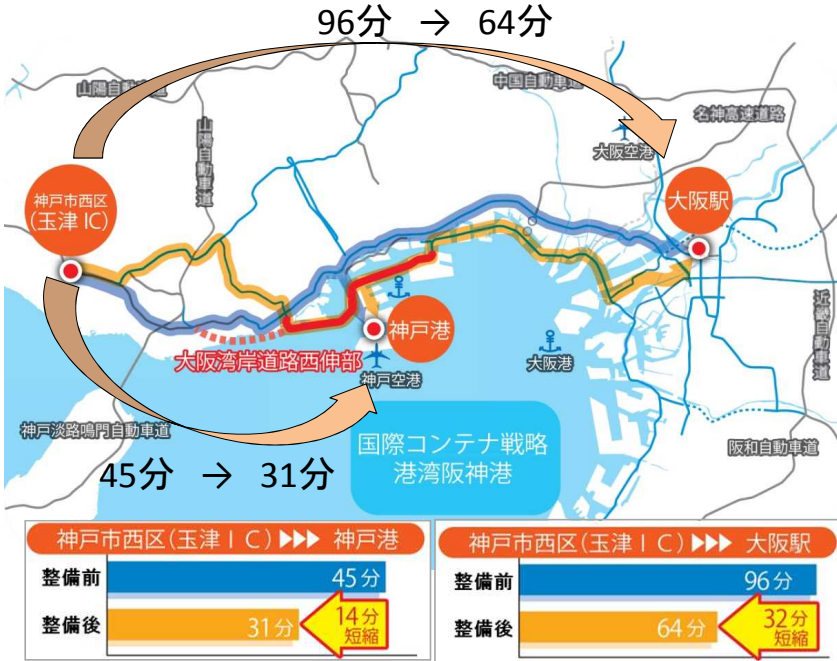 96分 → 64分
山陽自動車道
中国自動車道
名神高速道路
山陽自動車道
大阪空港
神戸市西区
(玉津 IC)
大阪駅
神戸港
大阪湾岸道路西伸部
大阪港
神戸空港
近畿自動車道
神戸淡路鳴門自動車道
国際コンテナ戦略
港湾阪神港
阪和自動車道
45分 → 31分
神戸市西区(玉津ⅠC)▶▶▶ 神戸港
整備前
45分
整備後
31分
14分
短縮
神戸市西区(玉津ⅠC)▶▶▶ 大阪駅
整備前
96分
整備後
64分
32分
短縮